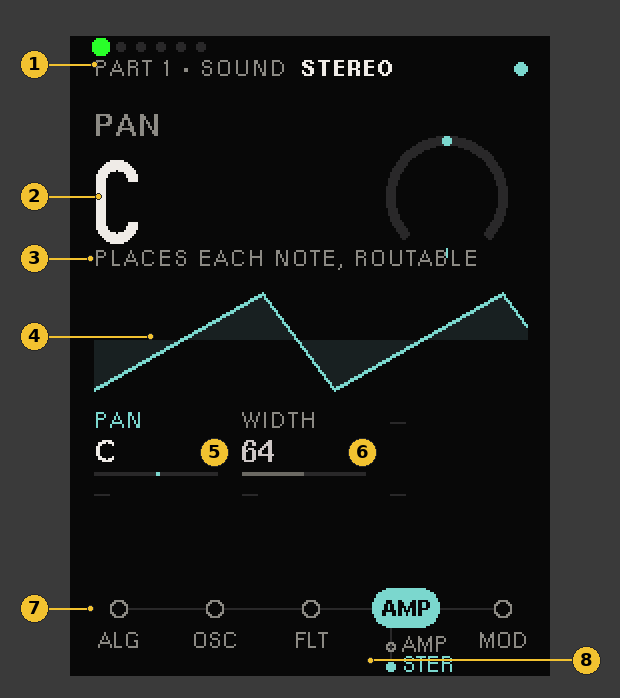 1 PART 1 · SOUND STEREO
PAN
2 C
3 PLACES EACH NOTE, ROUTABLE
4
PAN WIDTH
C 5 64 6
7 AMP
ALG OSC FLT AMP MOD
STER 8